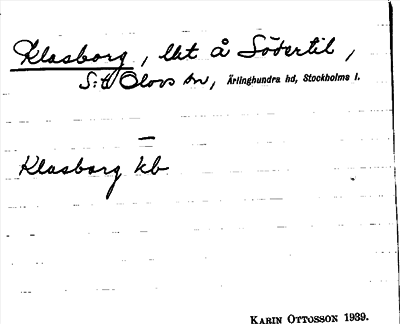 Klasborg, lht å Södertil,
S:t Olovs sn, Ärlinghundra hd, Stockholms l.
—
Klasborg kb
KARIN OTTOSSON 1939.